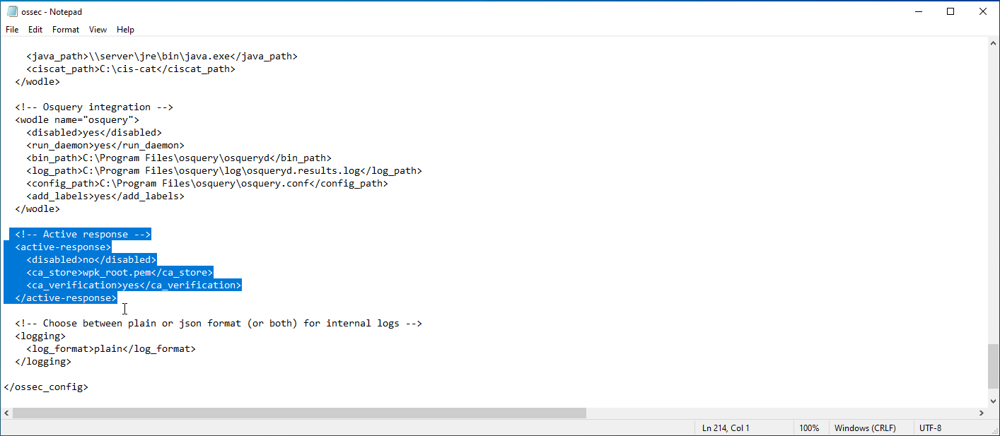 ossec - Notepad
File Edit Format View Help
<java_path>\\server\jre\bin\java.exe</java_path>
<ciscat_path>C:\cis-cat</ciscat_path>
</wodle>
<!-- Osquery integration -->
<wodle name="osquery">
<disabled>yes</disabled>
<run_daemon>yes</run_daemon>
<bin_path>C:\Program Files\osquery\osqueryd</bin_path>
<log_path>C:\Program Files\osquery\log\osqueryd.results.log</log_path>
<config_path>C:\Program Files\osquery\osquery.conf</config_path>
<add_labels>yes</add_labels>
</wodle>
<!-- Active response -->
<active-response>
<disabled>no</disabled>
<ca_store>wpk_root.pem</ca_store>
<ca_verification>yes</ca_verification>
</active-response>
<!-- Choose between plain or json format (or both) for internal logs -->
<logging>
<log_format>plain</log_format>
</logging>
</ossec_config>
Ln 214, Col 1 100% Windows (CRLF) UTF-8